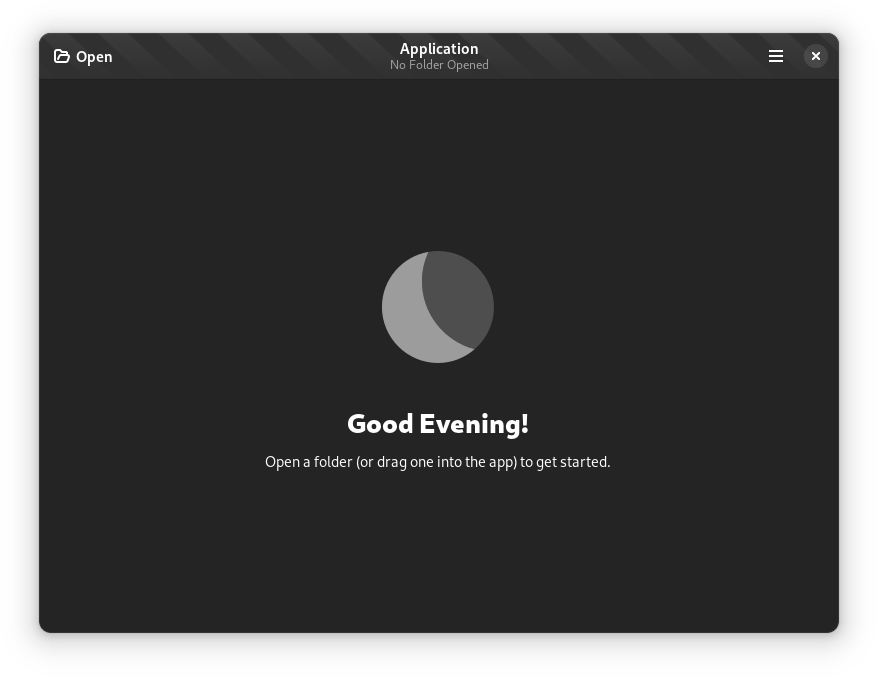 Open
Application
No Folder Opened
Good Evening!
Open a folder (or drag one into the app) to get started.